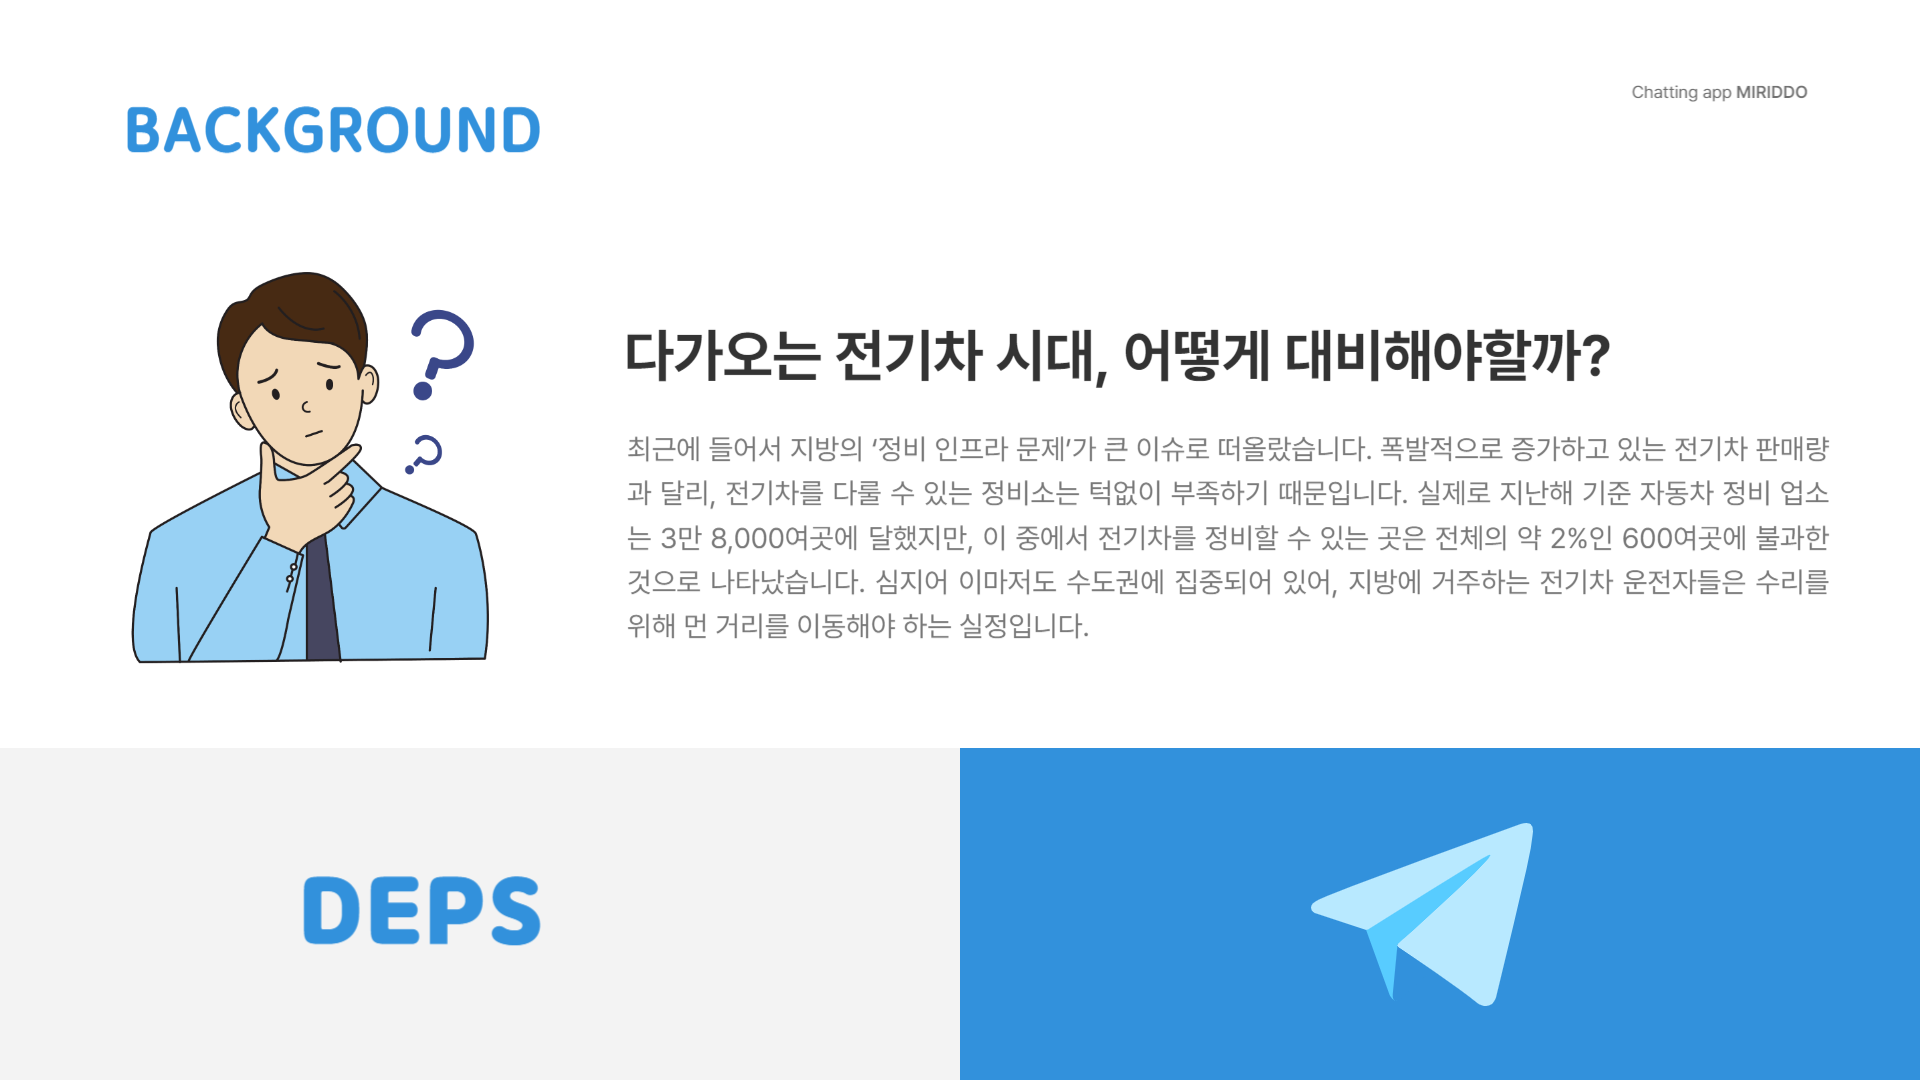 BACKGROUND
Chatting app MIRIDDO
다가오는 전기차 시대, 어떻게 대비해야할까?
최근에 들어서 지방의 ‘정비 인프라 문제’가 큰 이슈로 떠올랐습니다. 폭발적으로 증가하고 있는 전기차 판매량
과 달리, 전기차를 다룰 수 있는 정비소는 턱없이 부족하기 때문입니다. 실제로 지난해 기준 자동차 정비 업소
는 3만 8,000여곳에 달했지만, 이 중에서 전기차를 정비할 수 있는 곳은 전체의 약 2%인 600여곳에 불과한
것으로 나타났습니다. 심지어 이마저도 수도권에 집중되어 있어, 지방에 거주하는 전기차 운전자들은 수리를
위해 먼 거리를 이동해야 하는 실정입니다.
DEPS